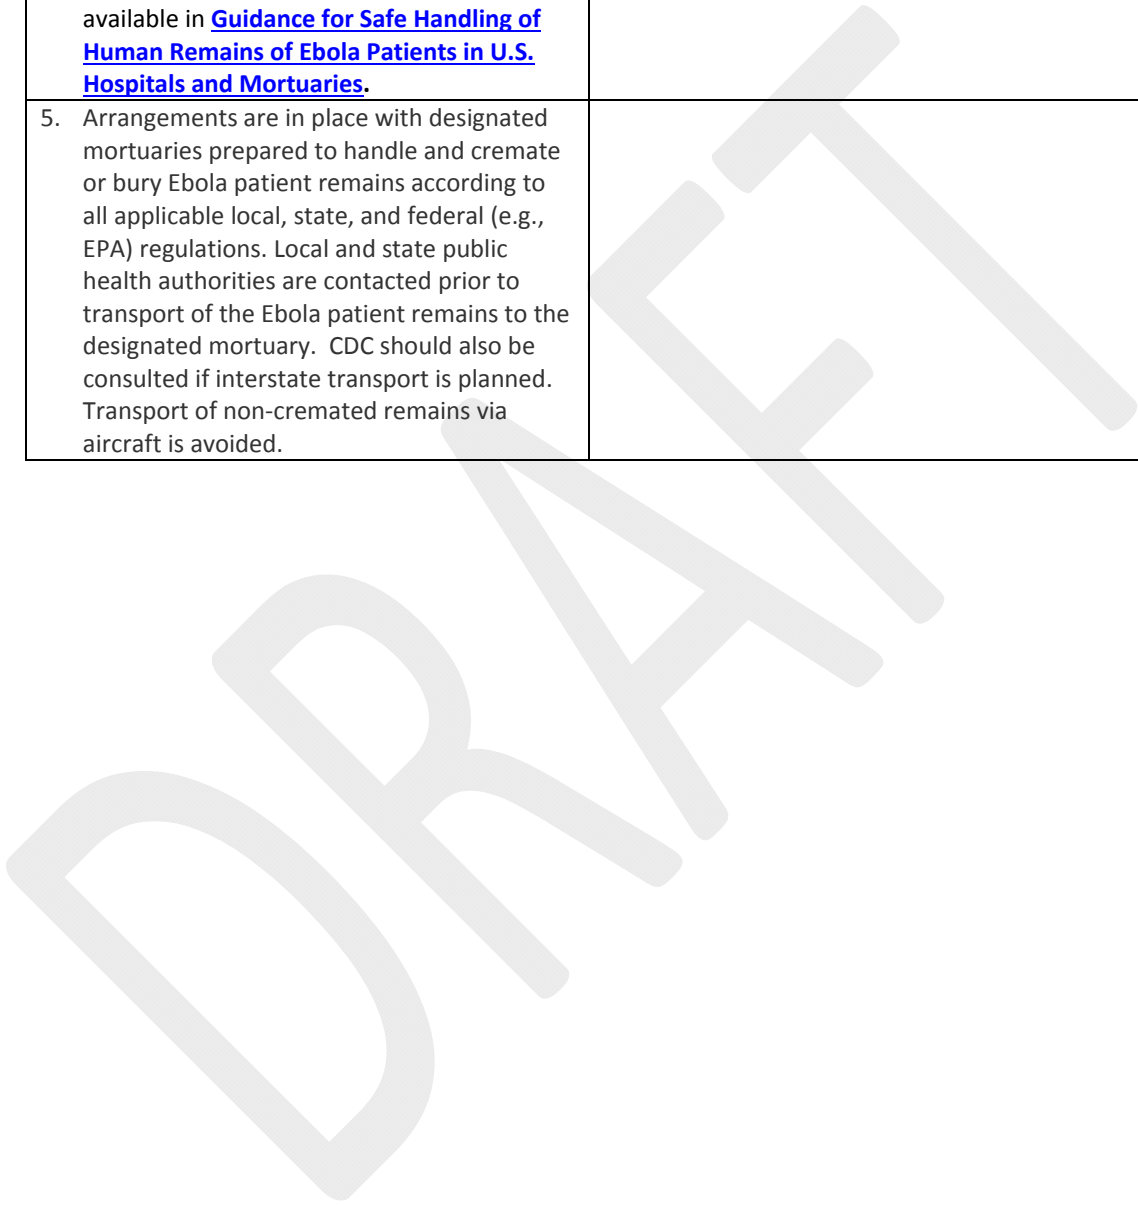 available in Guidance for Safe Handling of
Human Remains of Ebola Patients in U.S.
Hospitals and Mortuaries.
5. Arrangements are in place with designated
mortuaries prepared to handle and cremate
or bury Ebola patient remains according to
all applicable local, state, and federal (e.g.,
EPA) regulations. Local and state public
health authorities are contacted prior to
transport of the Ebola patient remains to the
designated mortuary.  CDC should also be
consulted if interstate transport is planned.
Transport of non-cremated remains via
aircraft is avoided.
DRAFT